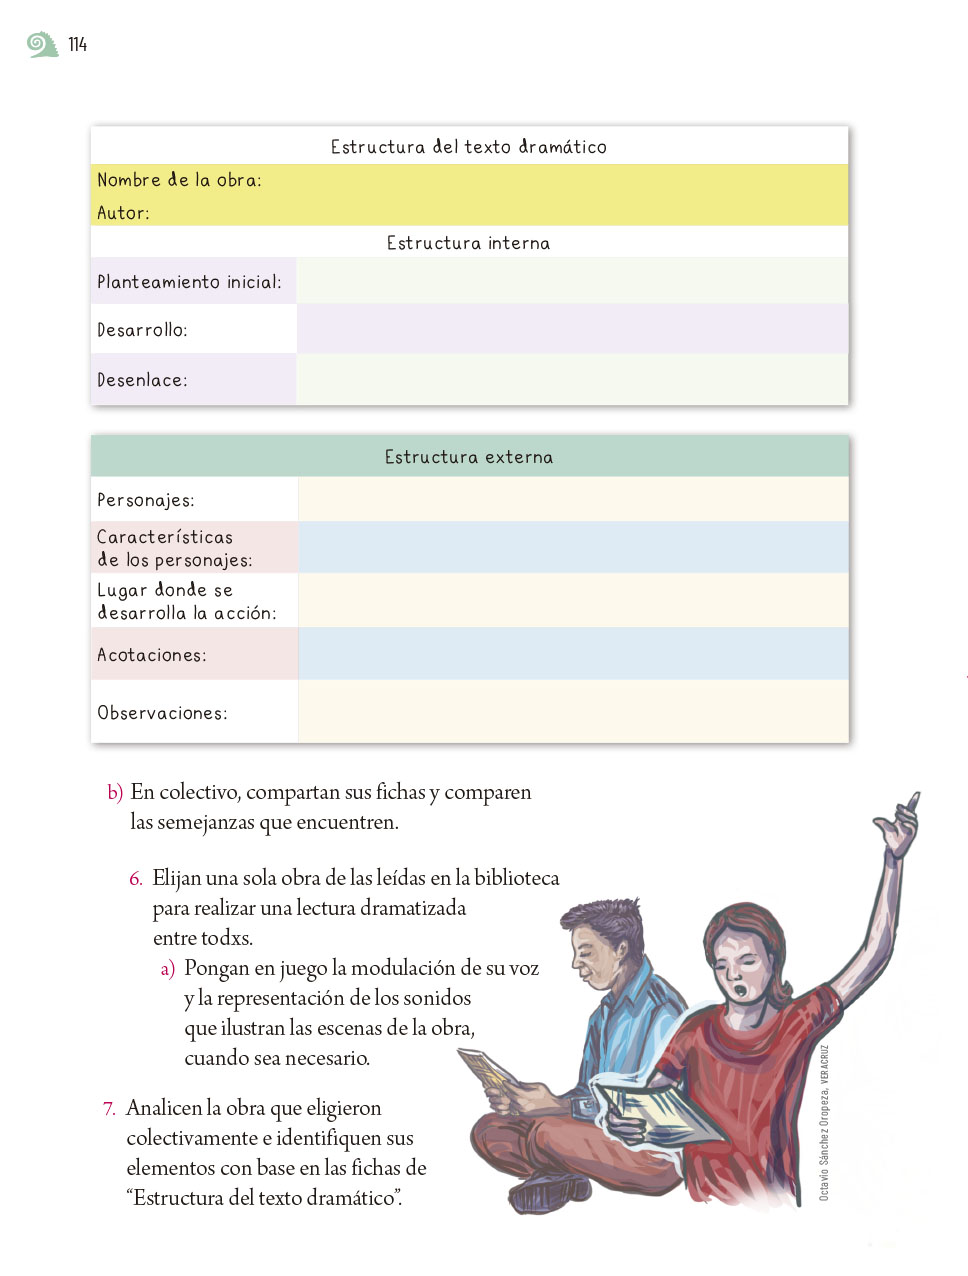 114
Estructura del texto dramático
Nombre de la obra:
Autor:
Estructura interna
Planteamiento inicial:
Desarrollo:
Desenlace:
Estructura externa
Personajes:
Características
de los personajes:
Lugar donde se
desarrolla la acción:
Acotaciones:
Observaciones:
b) En colectivo, compartan sus fichas y comparen
las semejanzas que encuentren.
6. Elijan una sola obra de las leídas en la biblioteca
para realizar una lectura dramatizada
entre todxs.
a) Pongan en juego la modulación de su voz
y la representación de los sonidos
que ilustran las escenas de la obra,
cuando sea necesario.
7. Analicen la obra que eligieron
colectivamente e identifiquen sus
elementos con base en las fichas de
“Estructura del texto dramático”.
Octavio Sánchez Oropeza, VERACRUZ